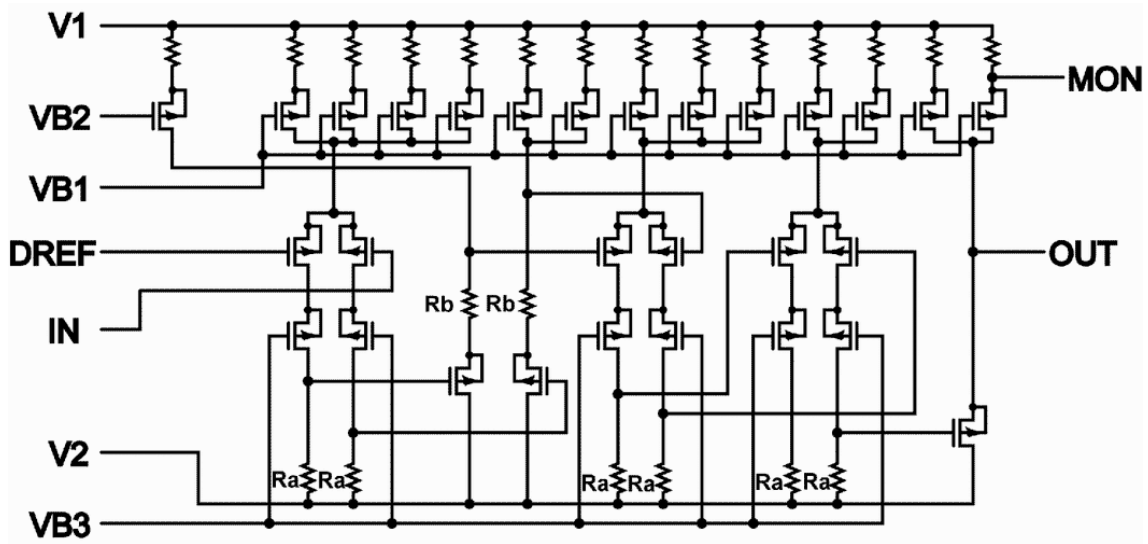 V1
MON
VB2
VB1
DREF
OUT
IN
Rb Rb
V2
Ra Ra Ra Ra Ra Ra
VB3